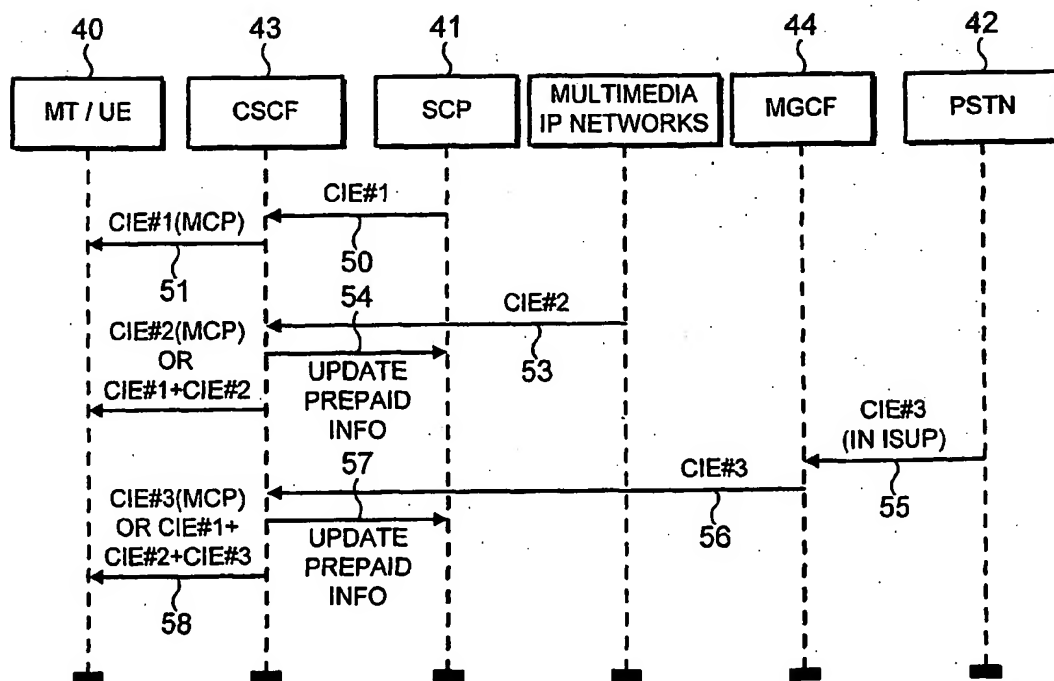 40
43
41
44
42
MT / UE
CSCF
SCP
MULTIMEDIA
IP NETWORKS
MGCF
PSTN
CIE#1
50
CIE#1(MCP)
51
CIE#2
53
54
UPDATE
PREPAID
INFO
CIE#2(MCP)
OR
CIE#1+CIE#2
CIE#3
(IN ISUP)
55
CIE#3
56
57
UPDATE
PREPAID
INFO
CIE#3(MCP)
OR CIE#1+
CIE#2+CIE#3
58